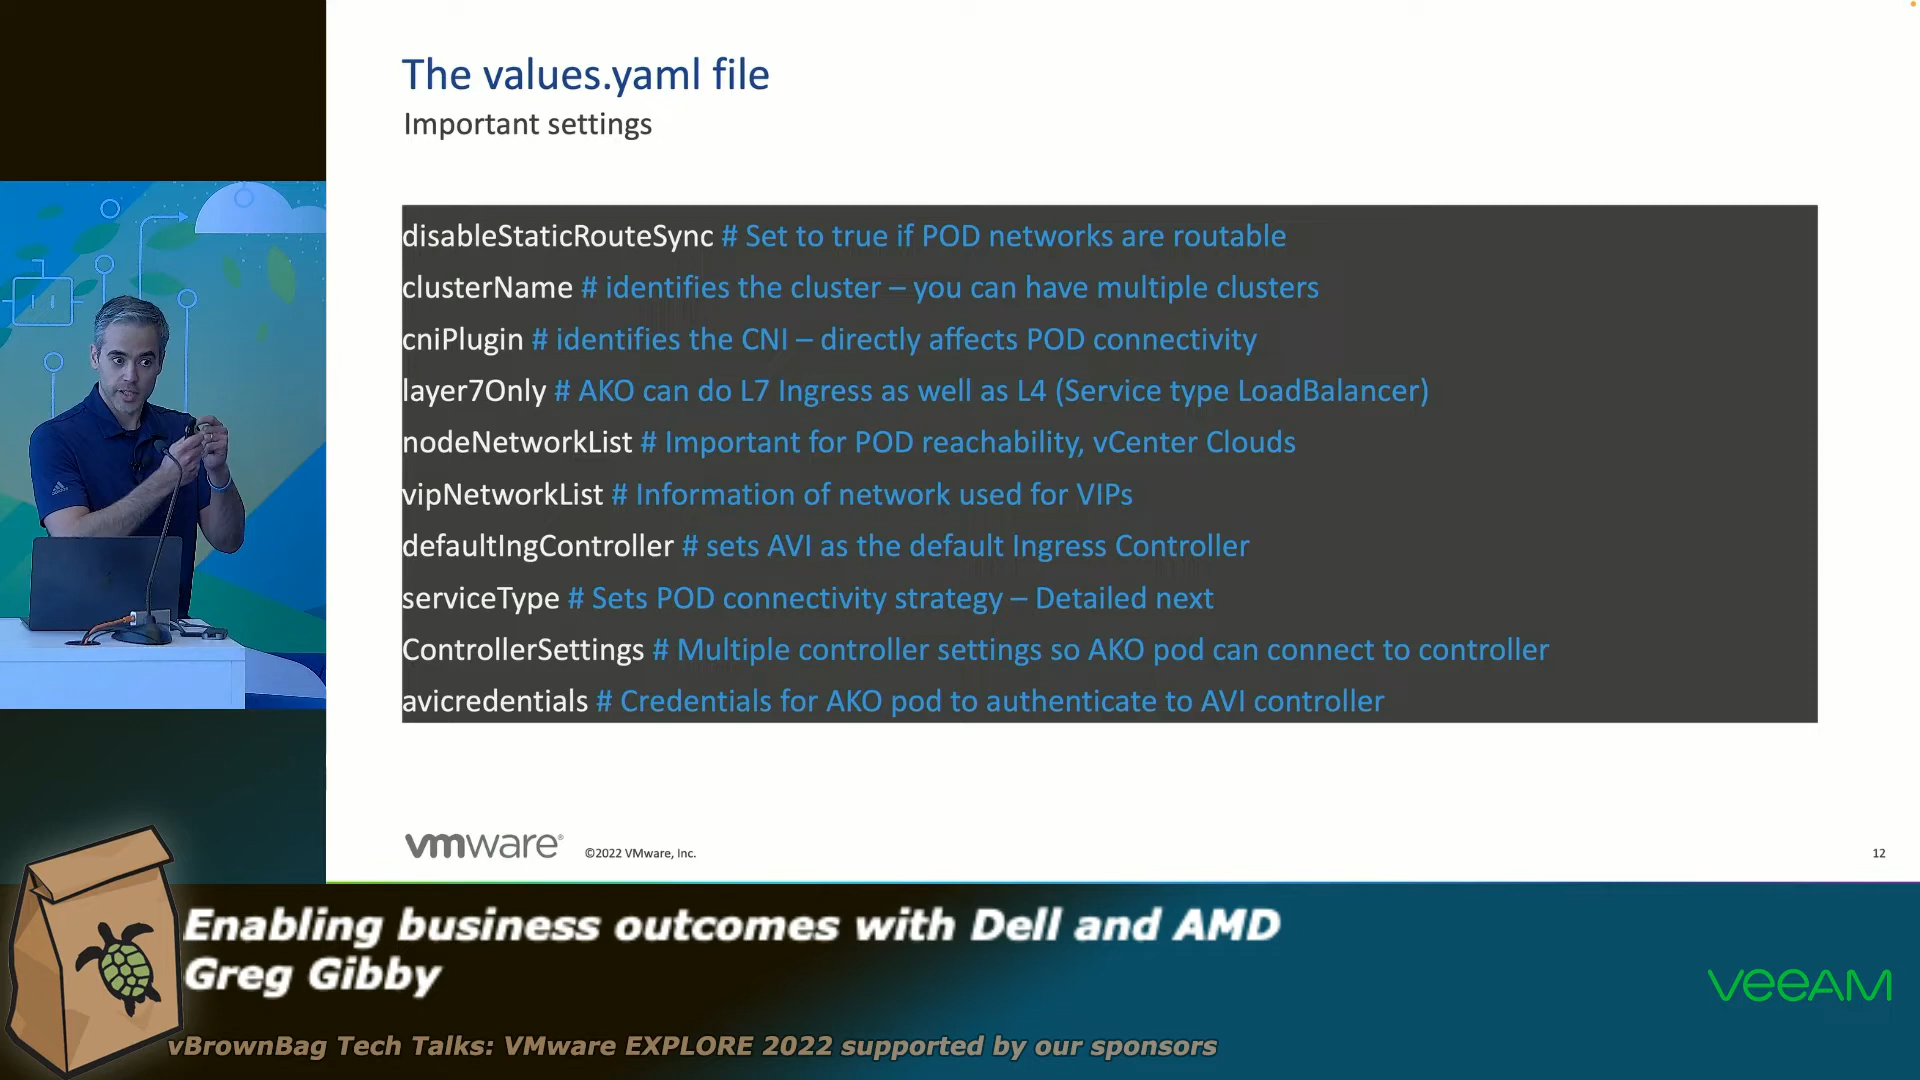 The values.yaml file
Important settings
disableStaticRouteSync # Set to true if POD networks are routable
clusterName # identifies the cluster – you can have multiple clusters
cniPlugin # identifies the CNI – directly affects POD connectivity
layer7Only # AKO can do L7 Ingress as well as L4 (Service type LoadBalancer)
nodeNetworkList # Important for POD reachability, vCenter Clouds
vipNetworkList # Information of network used for VIPs
defaultIngController # sets AVI as the default Ingress Controller
serviceType # Sets POD connectivity strategy – Detailed next
ControllerSettings # Multiple controller settings so AKO pod can connect to controller
avicredentials # Credentials for AKO pod to authenticate to AVI controller
vmware® ©2022 VMware, Inc. 12
Enabling business outcomes with Dell and AMD
Greg Gibby
veeAM
vBrownBag Tech Talks: VMware EXPLORE 2022 supported by our sponsors